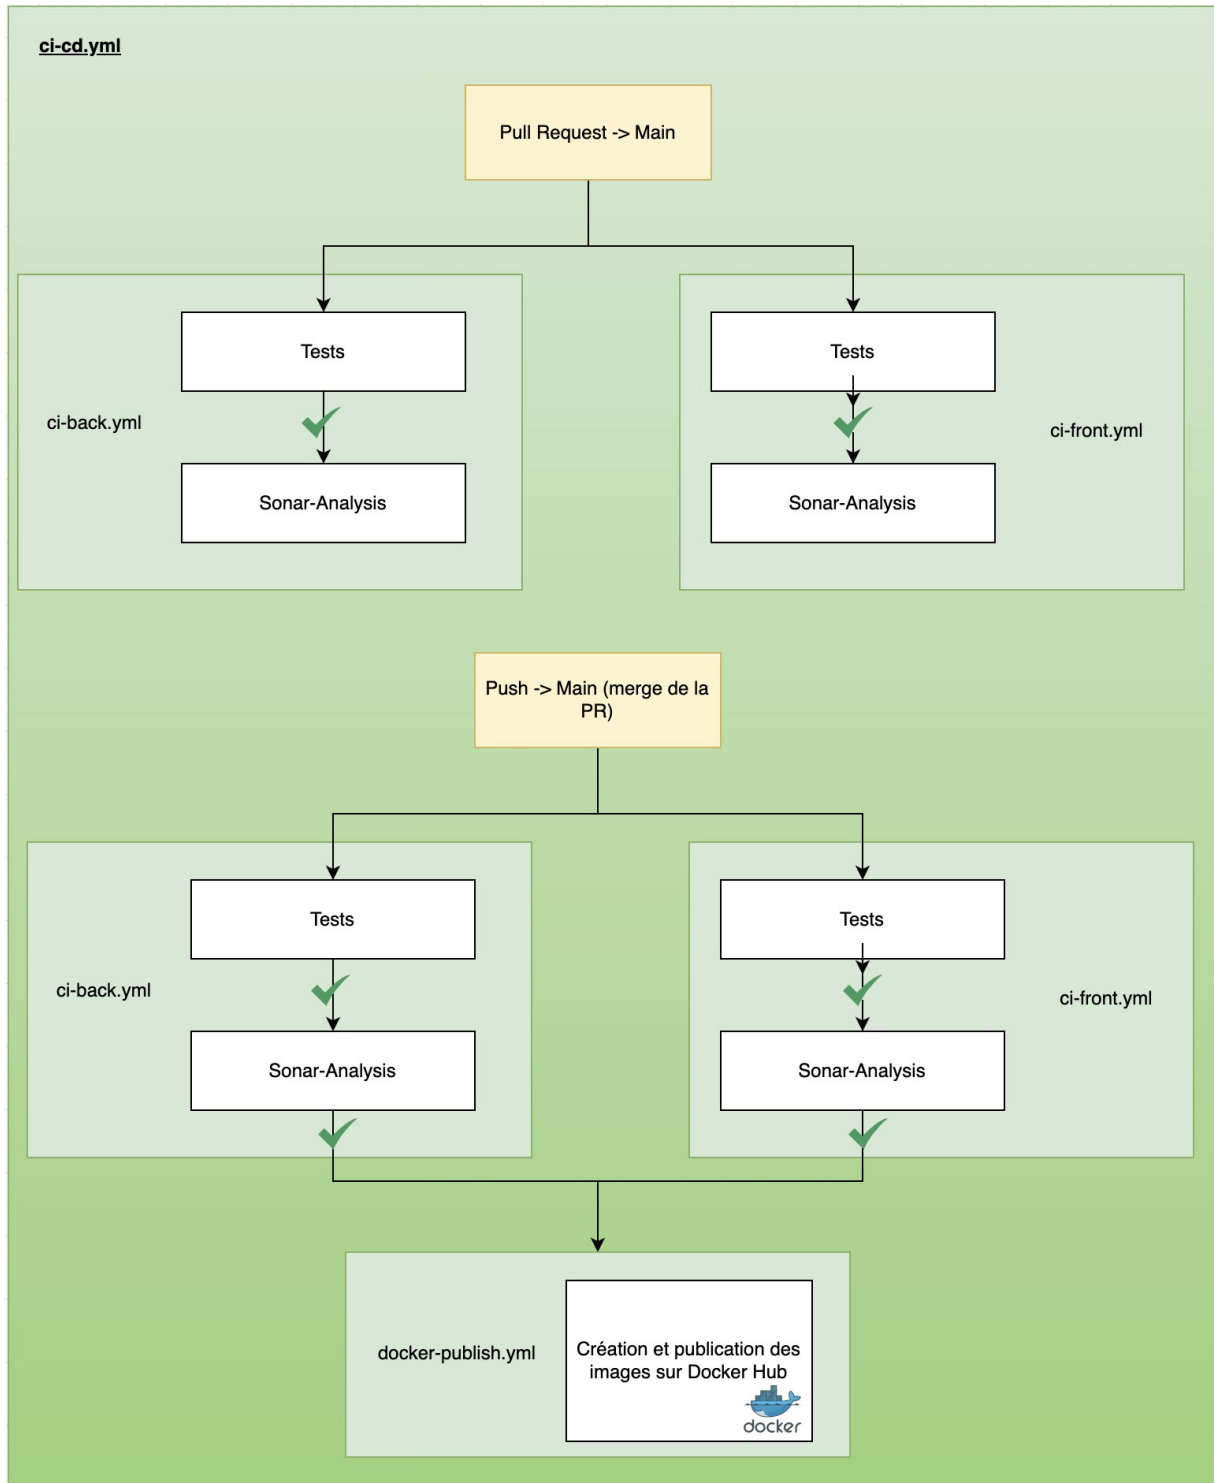 ci-cd.yml
Pull Request -> Main
Tests
Tests
ci-back.yml
ci-front.yml
Sonar-Analysis
Sonar-Analysis
Push -> Main (merge de la
PR)
Tests
Tests
ci-back.yml
ci-front.yml
Sonar-Analysis
Sonar-Analysis
docker-publish.yml
Création et publication des
images sur Docker Hub
docker